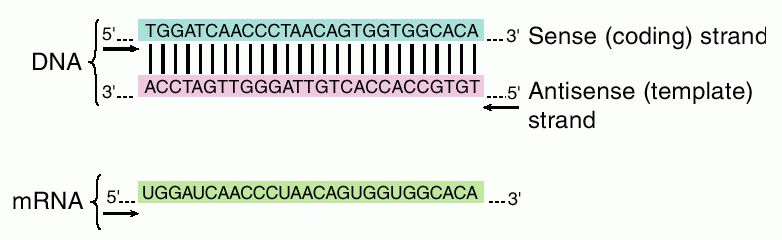 5' TGGATCAACCCTAACAGTGGTGGCACA 3' Sense (coding) strand
DNA
3' ACCTAGTTGGGATTGTCACCACCGTGT 5' Antisense (template)
strand
mRNA 5' UGGAUCAACCCUAACAGUGGUGGCACA 3'